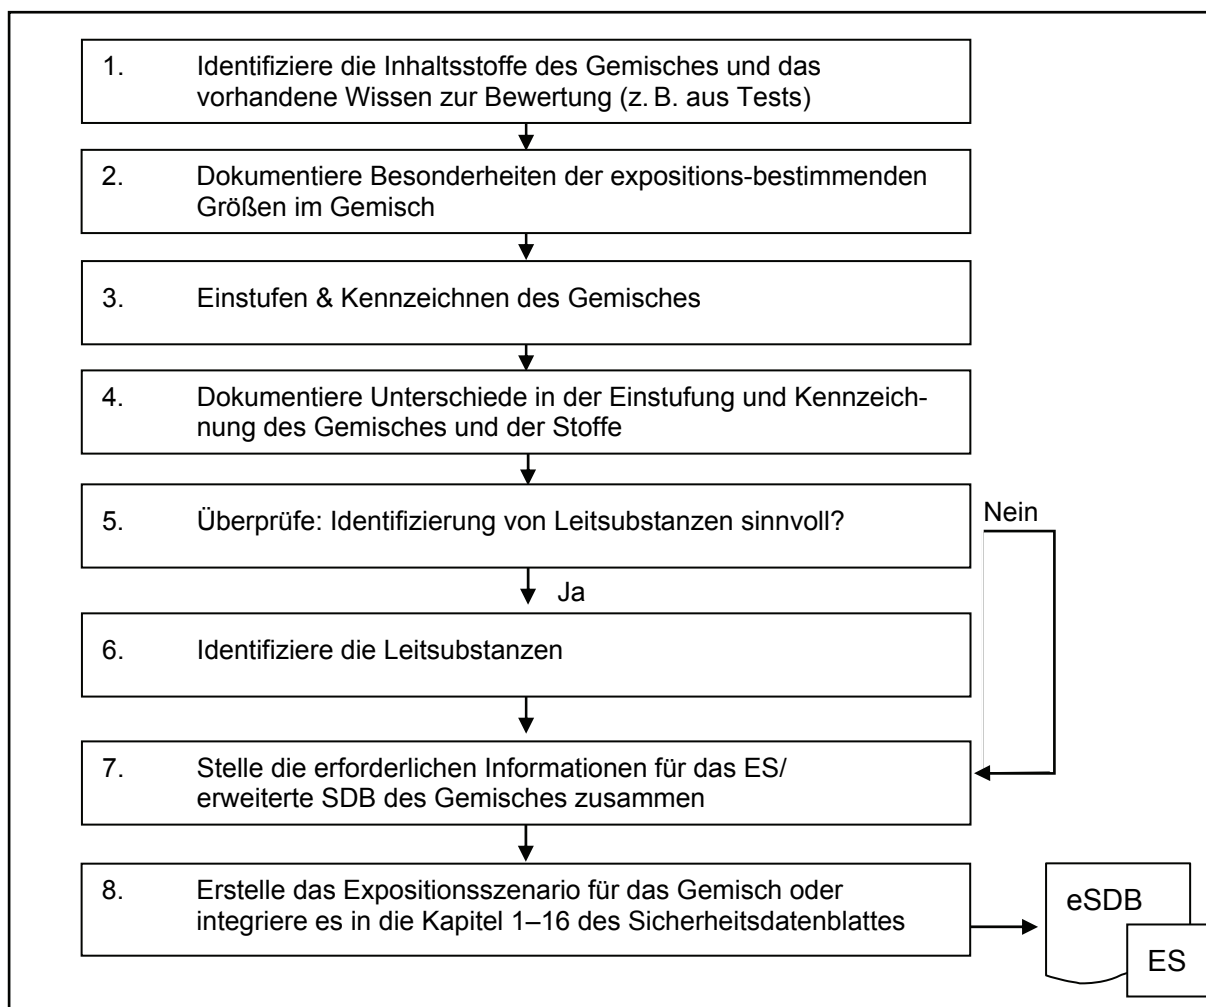 1. Identifiziere die Inhaltsstoffe des Gemisches und das
vorhandene Wissen zur Bewertung (z. B. aus Tests)
2. Dokumentiere Besonderheiten der expositions-bestimmenden
Größen im Gemisch
3. Einstufen & Kennzeichnen des Gemisches
4. Dokumentiere Unterschiede in der Einstufung und Kennzeich-
nung des Gemisches und der Stoffe
5. Überprüfe: Identifizierung von Leitsubstanzen sinnvoll?
Nein
Ja
6. Identifiziere die Leitsubstanzen
7. Stelle die erforderlichen Informationen für das ES/
erweiterte SDB des Gemisches zusammen
8. Erstelle das Expositionsszenario für das Gemisch oder
integriere es in die Kapitel 1–16 des Sicherheitsdatenblattes
eSDB
ES